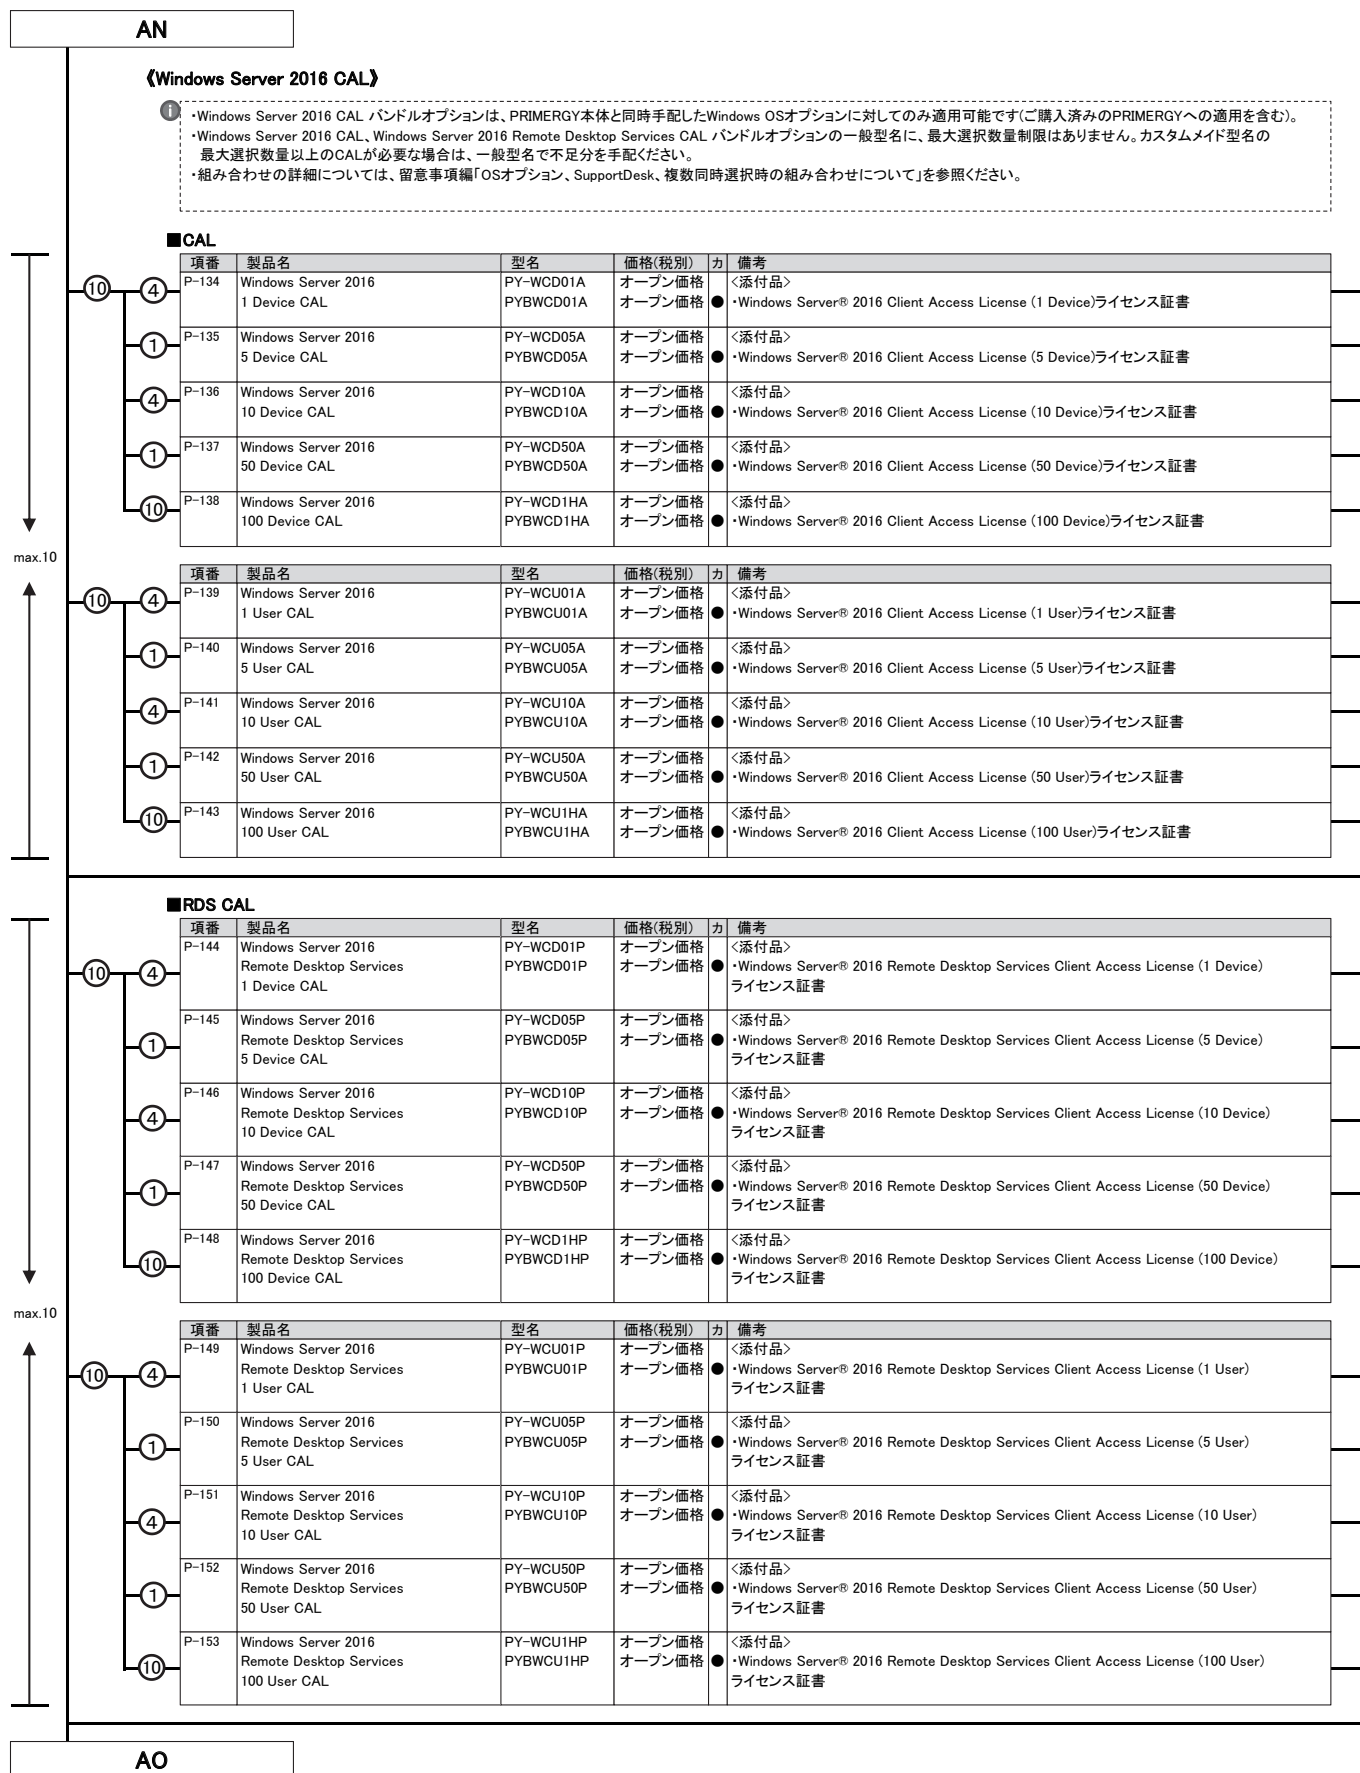 AN
《Windows Server 2016 CAL》
i
・Windows Server 2016 CAL バンドルオプションは、PRIMERGY本体と同時手配したWindows OSオプションに対してのみ適用可能です(ご購入済みのPRIMERGYへの適用を含む)。
・Windows Server 2016 CAL、Windows Server 2016 Remote Desktop Services CAL バンドルオプションの一般型名に、最大選択数量制限はありません。カスタムメイド型名の
最大選択数量以上のCALが必要な場合は、一般型名で不足分を手配ください。
・組み合わせの詳細については、留意事項編「OSオプション、SupportDesk、複数同時選択時の組み合わせについて」を参照ください。
■CAL
項番 製品名 型名 価格(税別) カ 備考
P-134 Windows Server 2016 PY-WCD01A オープン価格 <添付品>
⑩ ④ 1 Device CAL PYBWCD01A オープン価格 ● ・Windows Server® 2016 Client Access License (1 Device)ライセンス証書
P-135 Windows Server 2016 PY-WCD05A オープン価格 <添付品>
① 5 Device CAL PYBWCD05A オープン価格 ● ・Windows Server® 2016 Client Access License (5 Device)ライセンス証書
P-136 Windows Server 2016 PY-WCD10A オープン価格 <添付品>
④ 10 Device CAL PYBWCD10A オープン価格 ● ・Windows Server® 2016 Client Access License (10 Device)ライセンス証書
P-137 Windows Server 2016 PY-WCD50A オープン価格 <添付品>
① 50 Device CAL PYBWCD50A オープン価格 ● ・Windows Server® 2016 Client Access License (50 Device)ライセンス証書
P-138 Windows Server 2016 PY-WCD1HA オープン価格 <添付品>
⑩ 100 Device CAL PYBWCD1HA オープン価格 ● ・Windows Server® 2016 Client Access License (100 Device)ライセンス証書
max.10
項番 製品名 型名 価格(税別) カ 備考
P-139 Windows Server 2016 PY-WCU01A オープン価格 <添付品>
⑩ ④ 1 User CAL PYBWCU01A オープン価格 ● ・Windows Server® 2016 Client Access License (1 User)ライセンス証書
P-140 Windows Server 2016 PY-WCU05A オープン価格 <添付品>
① 5 User CAL PYBWCU05A オープン価格 ● ・Windows Server® 2016 Client Access License (5 User)ライセンス証書
P-141 Windows Server 2016 PY-WCU10A オープン価格 <添付品>
④ 10 User CAL PYBWCU10A オープン価格 ● ・Windows Server® 2016 Client Access License (10 User)ライセンス証書
P-142 Windows Server 2016 PY-WCU50A オープン価格 <添付品>
① 50 User CAL PYBWCU50A オープン価格 ● ・Windows Server® 2016 Client Access License (50 User)ライセンス証書
P-143 Windows Server 2016 PY-WCU1HA オープン価格 <添付品>
⑩ 100 User CAL PYBWCU1HA オープン価格 ● ・Windows Server® 2016 Client Access License (100 User)ライセンス証書
■RDS CAL
項番 製品名 型名 価格(税別) カ 備考
P-144 Windows Server 2016 PY-WCD01P オープン価格 <添付品>
⑩ ④ Remote Desktop Services PYBWCD01P オープン価格 ● ・Windows Server® 2016 Remote Desktop Services Client Access License (1 Device)
1 Device CAL ライセンス証書
P-145 Windows Server 2016 PY-WCD05P オープン価格 <添付品>
① Remote Desktop Services PYBWCD05P オープン価格 ● ・Windows Server® 2016 Remote Desktop Services Client Access License (5 Device)
5 Device CAL ライセンス証書
P-146 Windows Server 2016 PY-WCD10P オープン価格 <添付品>
④ Remote Desktop Services PYBWCD10P オープン価格 ● ・Windows Server® 2016 Remote Desktop Services Client Access License (10 Device)
10 Device CAL ライセンス証書
P-147 Windows Server 2016 PY-WCD50P オープン価格 <添付品>
① Remote Desktop Services PYBWCD50P オープン価格 ● ・Windows Server® 2016 Remote Desktop Services Client Access License (50 Device)
50 Device CAL ライセンス証書
P-148 Windows Server 2016 PY-WCD1HP オープン価格 <添付品>
⑩ Remote Desktop Services PYBWCD1HP オープン価格 ● ・Windows Server® 2016 Remote Desktop Services Client Access License (100 Device)
100 Device CAL ライセンス証書
max.10
項番 製品名 型名 価格(税別) カ 備考
P-149 Windows Server 2016 PY-WCU01P オープン価格 <添付品>
⑩ ④ Remote Desktop Services PYBWCU01P オープン価格 ● ・Windows Server® 2016 Remote Desktop Services Client Access License (1 User)
1 User CAL ライセンス証書
P-150 Windows Server 2016 PY-WCU05P オープン価格 <添付品>
① Remote Desktop Services PYBWCU05P オープン価格 ● ・Windows Server® 2016 Remote Desktop Services Client Access License (5 User)
5 User CAL ライセンス証書
P-151 Windows Server 2016 PY-WCU10P オープン価格 <添付品>
④ Remote Desktop Services PYBWCU10P オープン価格 ● ・Windows Server® 2016 Remote Desktop Services Client Access License (10 User)
10 User CAL ライセンス証書
P-152 Windows Server 2016 PY-WCU50P オープン価格 <添付品>
① Remote Desktop Services PYBWCU50P オープン価格 ● ・Windows Server® 2016 Remote Desktop Services Client Access License (50 User)
50 User CAL ライセンス証書
P-153 Windows Server 2016 PY-WCU1HP オープン価格 <添付品>
⑩ Remote Desktop Services PYBWCU1HP オープン価格 ● ・Windows Server® 2016 Remote Desktop Services Client Access License (100 User)
100 User CAL ライセンス証書
AO